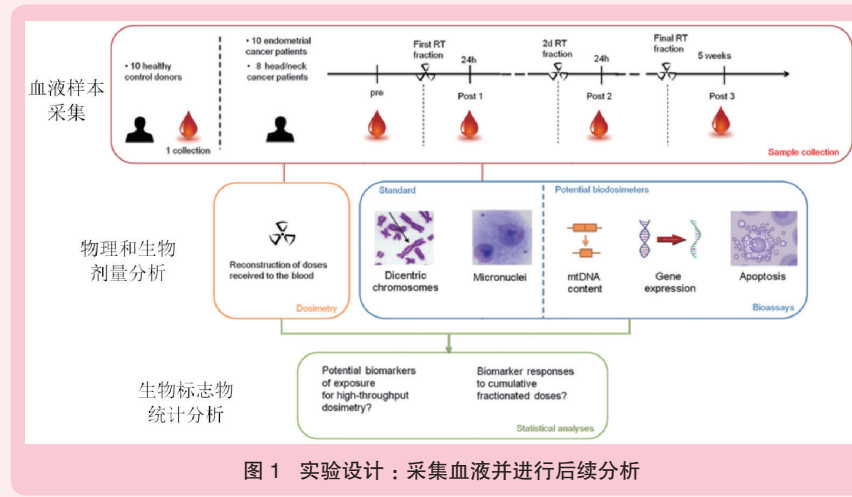 血液样本
采集
• 10 healthy
control donors
1 collection
• 10 endometrial
cancer patients
• 8 head/neck
cancer patients
pre
First RT
fraction
24h
Post 1
2d RT
fraction
24h
Post 2
Final RT
fraction
5 weeks
Post 3
Sample collection
物理和生物
剂量分析
Reconstruction of doses
received to the blood
Dosimetry
Standard
Dicentric
chromosomes
Micronuclei
Potential biodosimeters
mtDNA
content
Gene
expression
Apoptosis
Bioassays
生物标志物
统计分析
Potential biomarkers
of exposure
for high-throughput
dosimetry?
Biomarker responses
to cumulative
fractionated doses?
Statistical analyses
图 1 实验设计：采集血液并进行后续分析